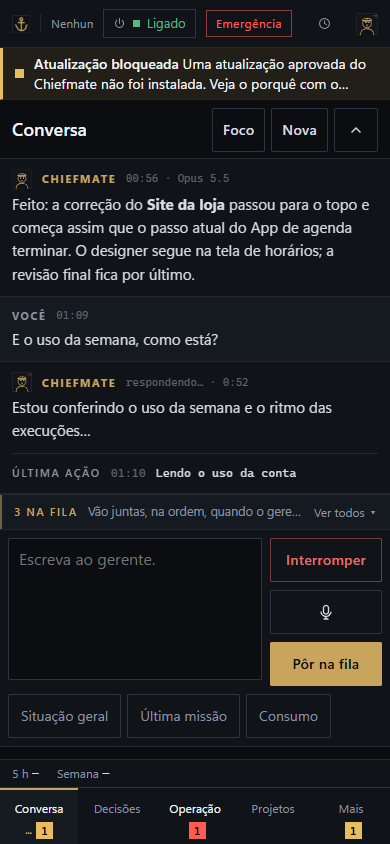 Nenhun
Ligado
Emergência
Atualização bloqueada Uma atualização aprovada do
Chiefmate não foi instalada. Veja o porquê com o...
Conversa
Foco
Nova
CHIEFMATE 00:56 · Opus 5.5
Feito: a correção do Site da loja passou para o topo e
começa assim que o passo atual do App de agenda
terminar. O designer segue na tela de horários; a
revisão final fica por último.
VOCÊ 01:09
E o uso da semana, como está?
CHIEFMATE respondendo… · 0:52
Estou conferindo o uso da semana e o ritmo das
execuções...
ÚLTIMA AÇÃO 01:10 Lendo o uso da conta
3 NA FILA Vão juntas, na ordem, quando o gere... Ver todos
Escreva ao gerente.
Interromper
Pôr na fila
Situação geral
Última missão
Consumo
5 h — Semana —
Conversa
Decisões
Operação
Projetos
Mais
… 1
1
1